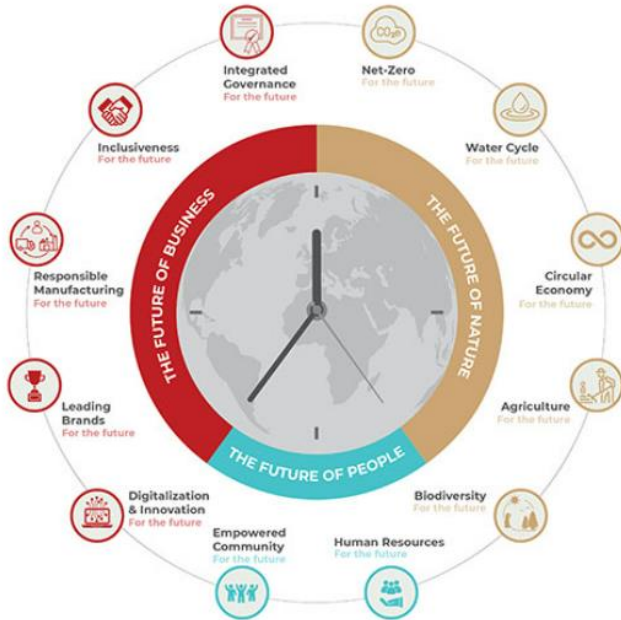 CO₂
Integrated
Governance
For the future
Net-Zero
For the future
Inclusiveness
For the future
Water Cycle
For the future
THE FUTURE OF BUSINESS
THE FUTURE OF NATURE
Responsible
Manufacturing
For the future
Circular
Economy
For the future
Leading
Brands
For the future
Agriculture
For the future
THE FUTURE OF PEOPLE
Digitalization
& Innovation
For the future
Biodiversity
For the future
Empowered
Community
For the future
Human Resources
For the future